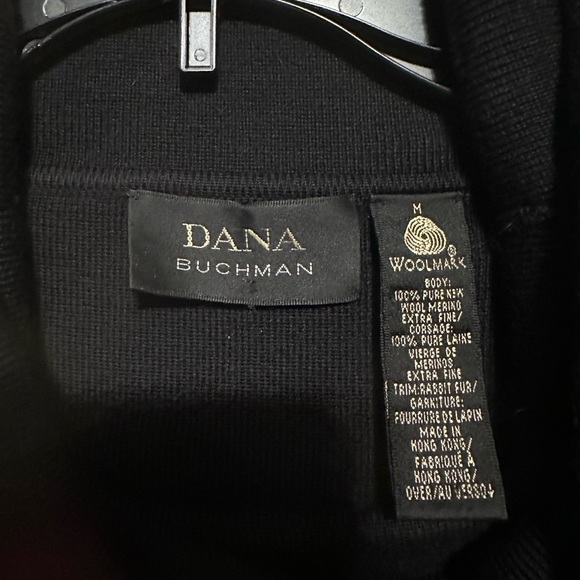 DANA
BUCHMAN
M
WOOLMARK
®
BODY:
100% PURE NEW
WOOL MERINO
EXTRA FINE/
CORSAGE:
100% PURE LAINE
VIERGE DE
MERINOS
EXTRA FINE
TRIM:RABBIT FUR/
GARNITURE:
FOURRURE DE LAPIN
MADE IN
HONG KONG/
FABRIQUÉ À
HONG KONG/
OVER/AU VERSO↓